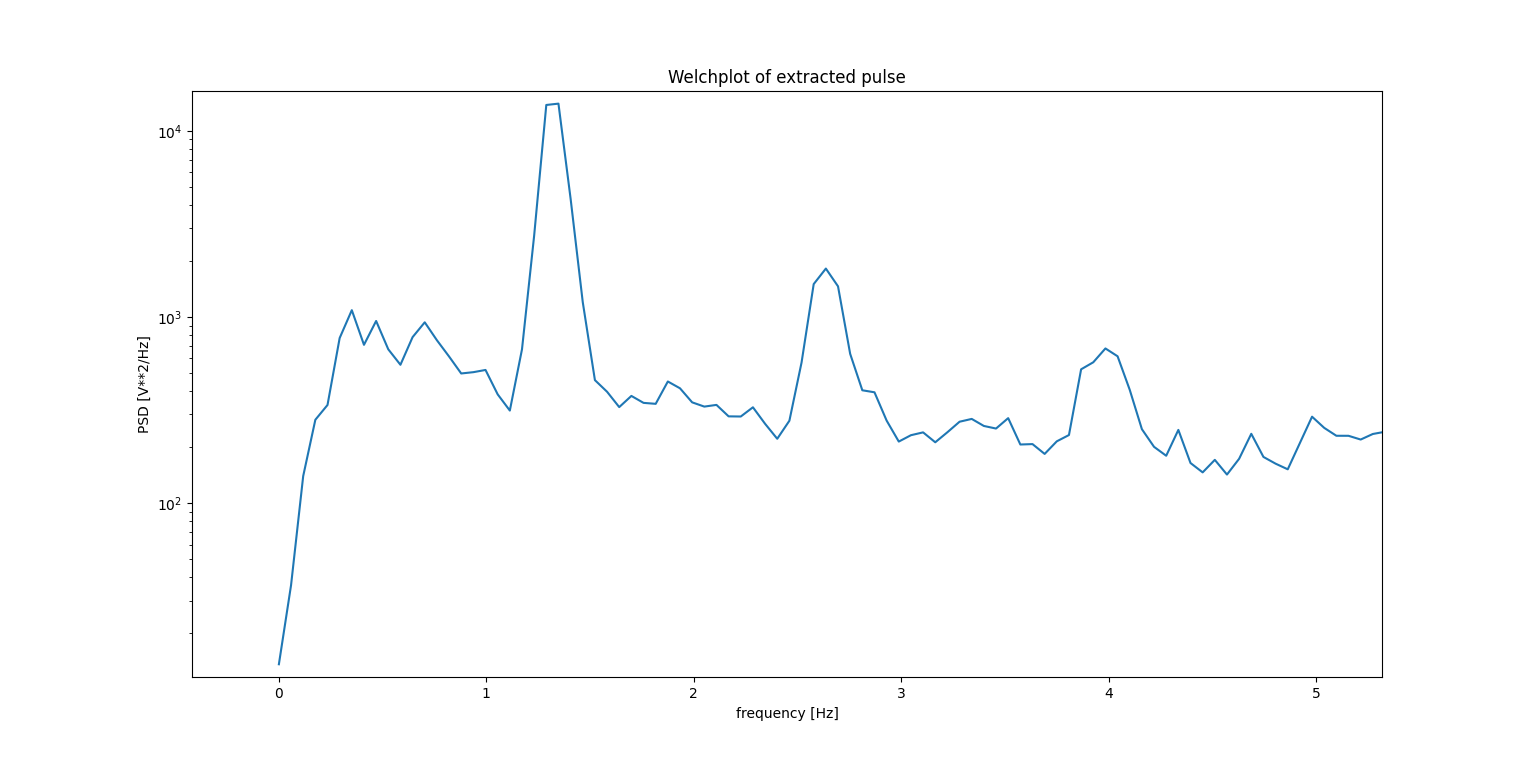 Welchplot of extracted pulse
10⁴
10³
10²
PSD [V**2/Hz]
0 1 2 3 4 5
frequency [Hz]